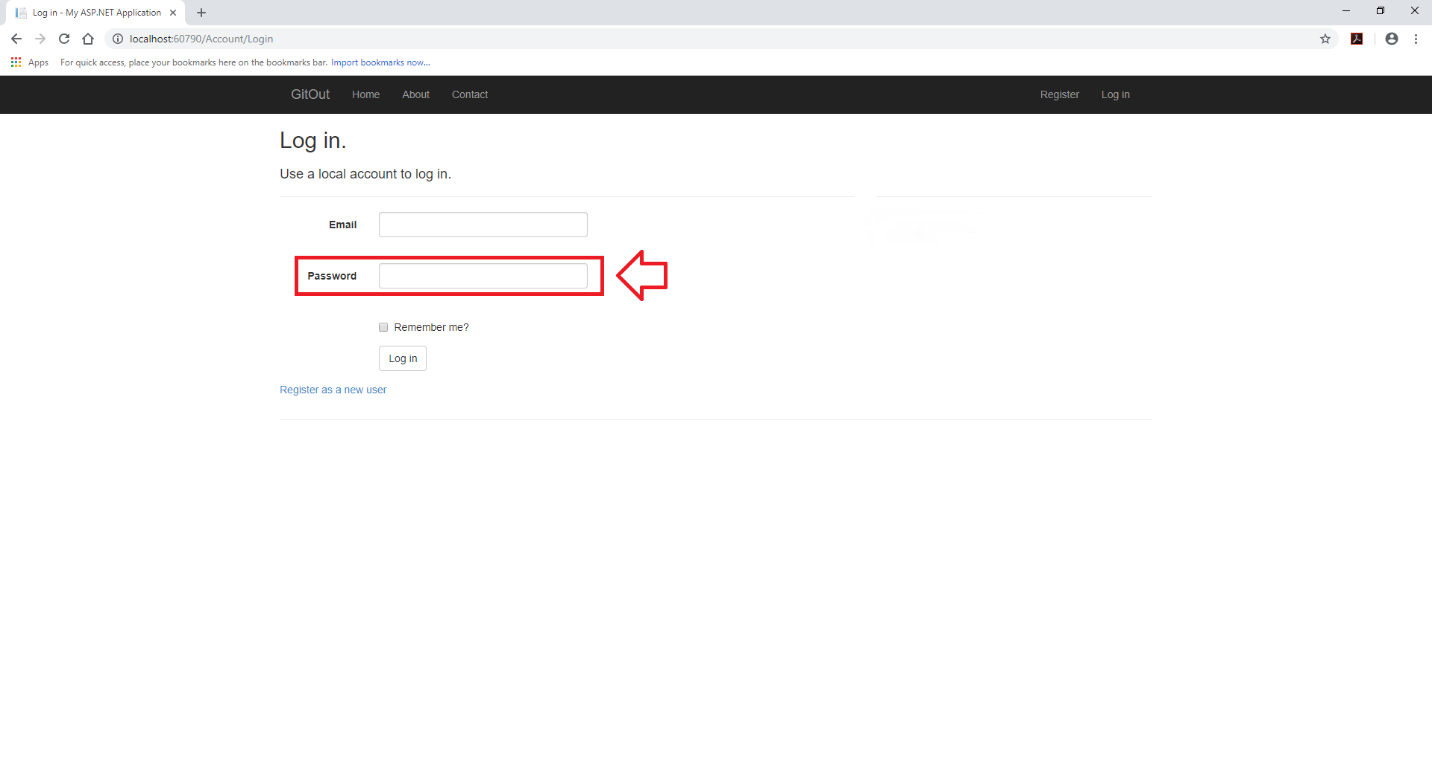 Log in - My ASP.NET Application
localhost:60790/Account/Login
Apps For quick access, place your bookmarks here on the bookmarks bar. Import bookmarks now...
GitOut Home About Contact Register Log in
Log in.
Use a local account to log in.
Email
Password
Remember me?
Log in
Register as a new user